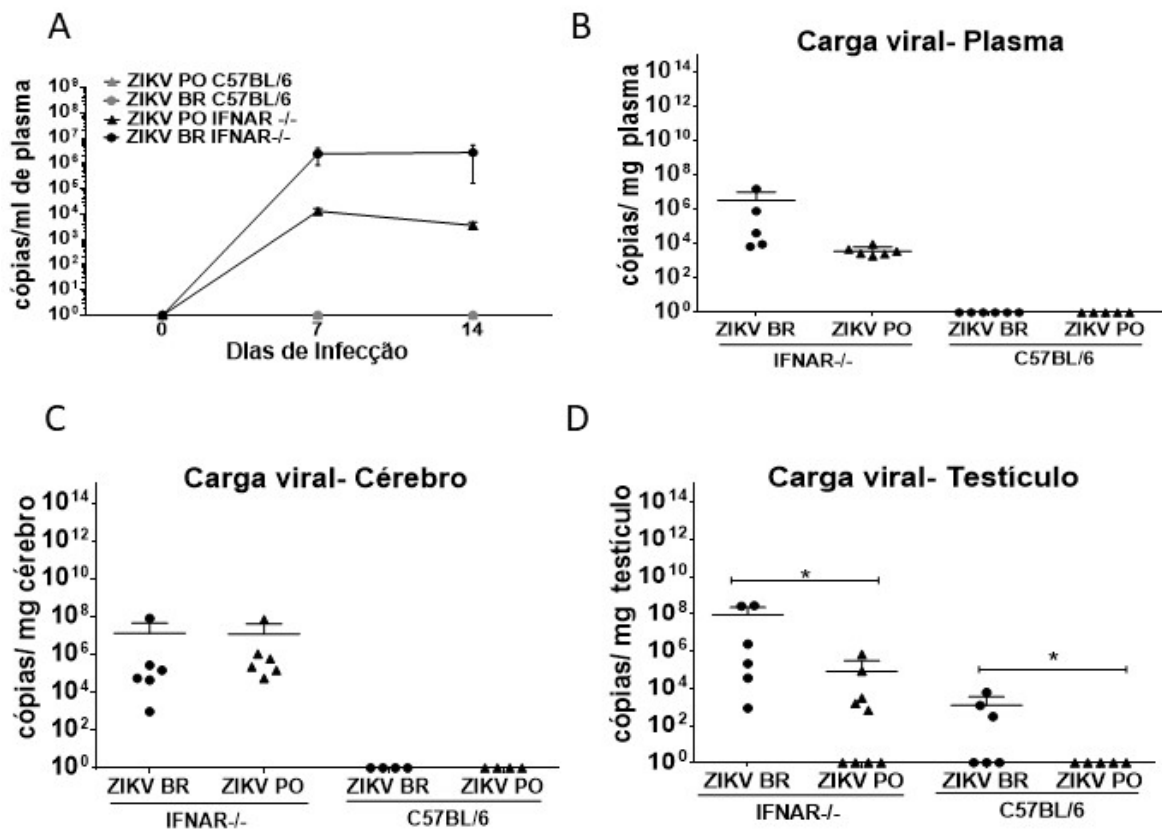 A
ZIKV PO C57BL/6
ZIKV BR C57BL/6
ZIKV PO IFNAR -/-
ZIKV BR IFNAR-/-
cópias/ml de plasma
10⁹
10⁸
10⁷
10⁶
10⁵
10⁴
10³
10²
10¹
10⁰
0 7 14
Dias de Infecção
B
Carga viral- Plasma
cópias/ mg plasma
10¹⁴
10¹²
10¹⁰
10⁸
10⁶
10⁴
10²
10⁰
ZIKV BR ZIKV PO ZIKV BR ZIKV PO
IFNAR-/- C57BL/6
C
Carga viral- Cérebro
cópias/ mg cérebro
10¹⁴
10¹²
10¹⁰
10⁸
10⁶
10⁴
10²
10⁰
ZIKV BR ZIKV PO ZIKV BR ZIKV PO
IFNAR-/- C57BL/6
D
Carga viral- Testículo
cópias/ mg testículo
10¹⁴
10¹²
10¹⁰
10⁸
10⁶
10⁴
10²
10⁰
* *
ZIKV BR ZIKV PO ZIKV BR ZIKV PO
IFNAR-/- C57BL/6